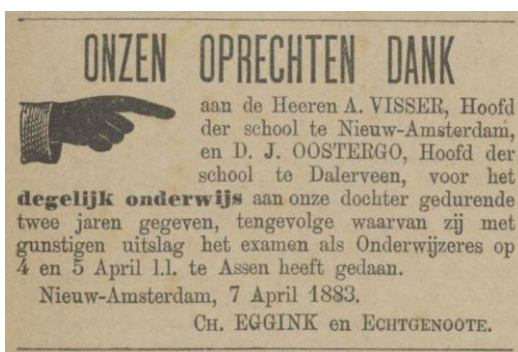 ONZEN OPRECHTEN DANK
aan de Heeren A. VISSER, Hoofd
der school te Nieuw-Amsterdam,
en D. J. OOSTERGO, Hoofd der
school te Dalerveen, voor het
degelijk onderwijs aan onze dochter gedurende
twee jaren gegeven, tengevolge waarvan zij met
gunstigen uitslag het examen als Onderwijzeres op
4 en 5 April l.l. te Assen heeft gedaan.
Nieuw-Amsterdam, 7 April 1883.
CH. EGGINK en ECHTGENOOTE.